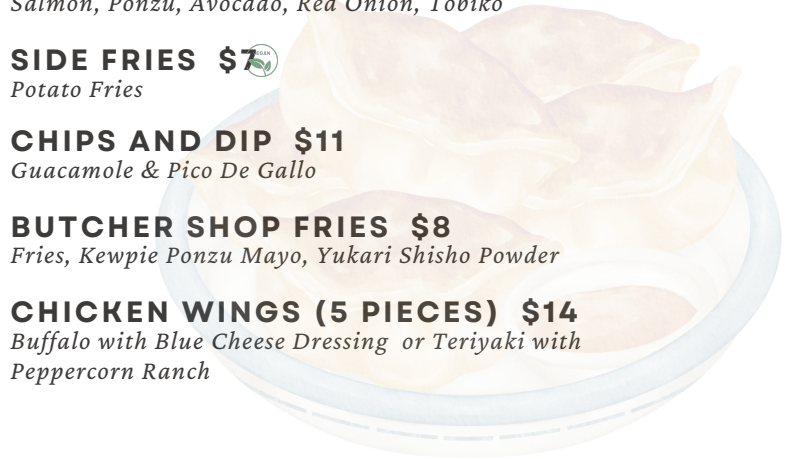 Salmon, Ponzu, Avocado, Red Onion, Tobiko
SIDE FRIES $7
VEGAN
Potato Fries
CHIPS AND DIP $11
Guacamole & Pico De Gallo
BUTCHER SHOP FRIES $8
Fries, Kewpie Ponzu Mayo, Yukari Shisho Powder
CHICKEN WINGS (5 PIECES) $14
Buffalo with Blue Cheese Dressing or Teriyaki with
Peppercorn Ranch